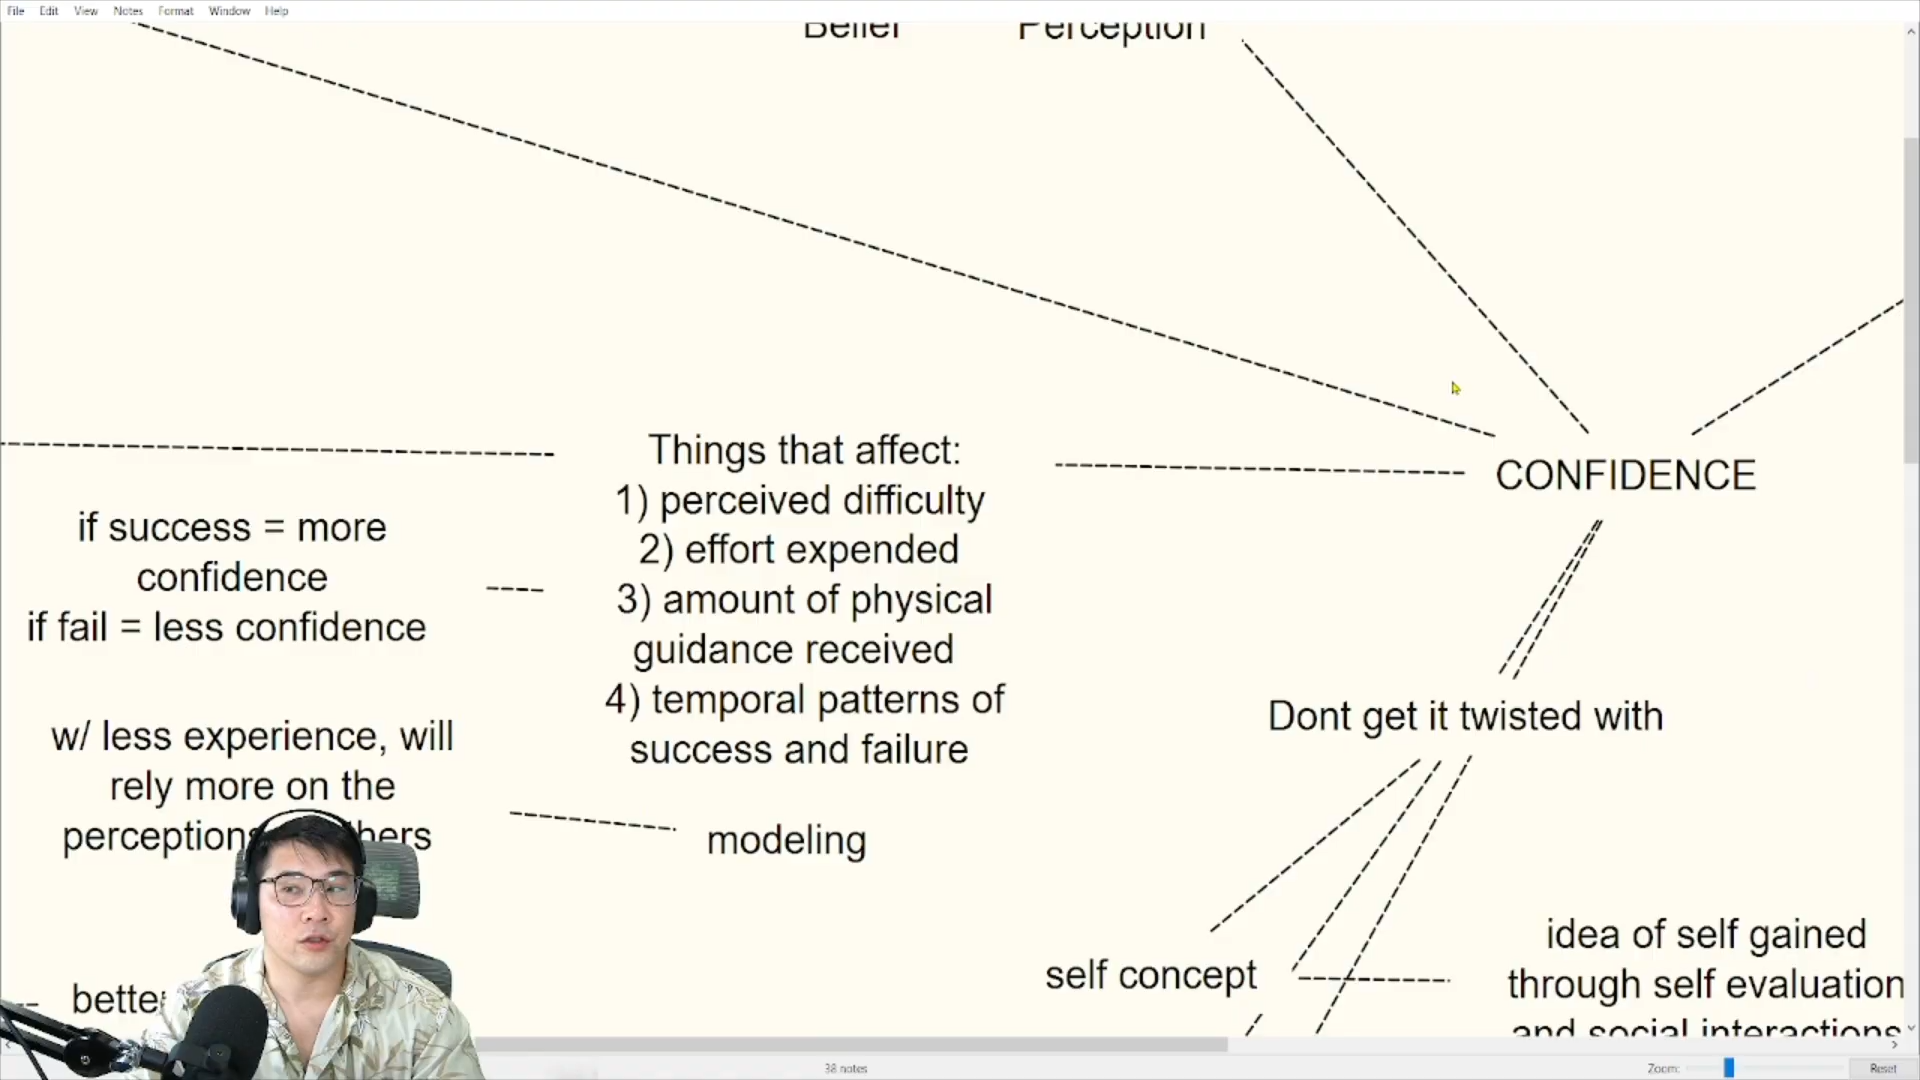 File Edit View Notes Format Window Help
Belief
Perception
Things that affect:
1) perceived difficulty
2) effort expended
3) amount of physical
guidance received
4) temporal patterns of
success and failure
CONFIDENCE
if success = more
confidence
if fail = less confidence
w/ less experience, will
rely more on the
modeling
Dont get it twisted with
self concept
idea of self gained
through self evaluation
and social interactions
38 notes
Zoom:
Reset